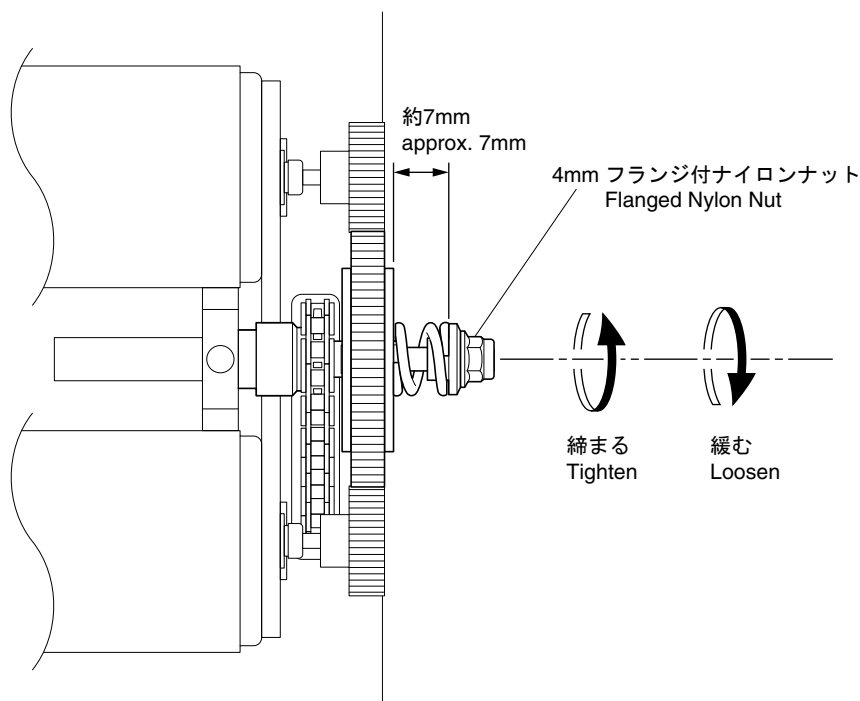 約7mm
approx. 7mm
4mm フランジ付ナイロンナット
Flanged Nylon Nut
締まる
Tighten
緩む
Loosen